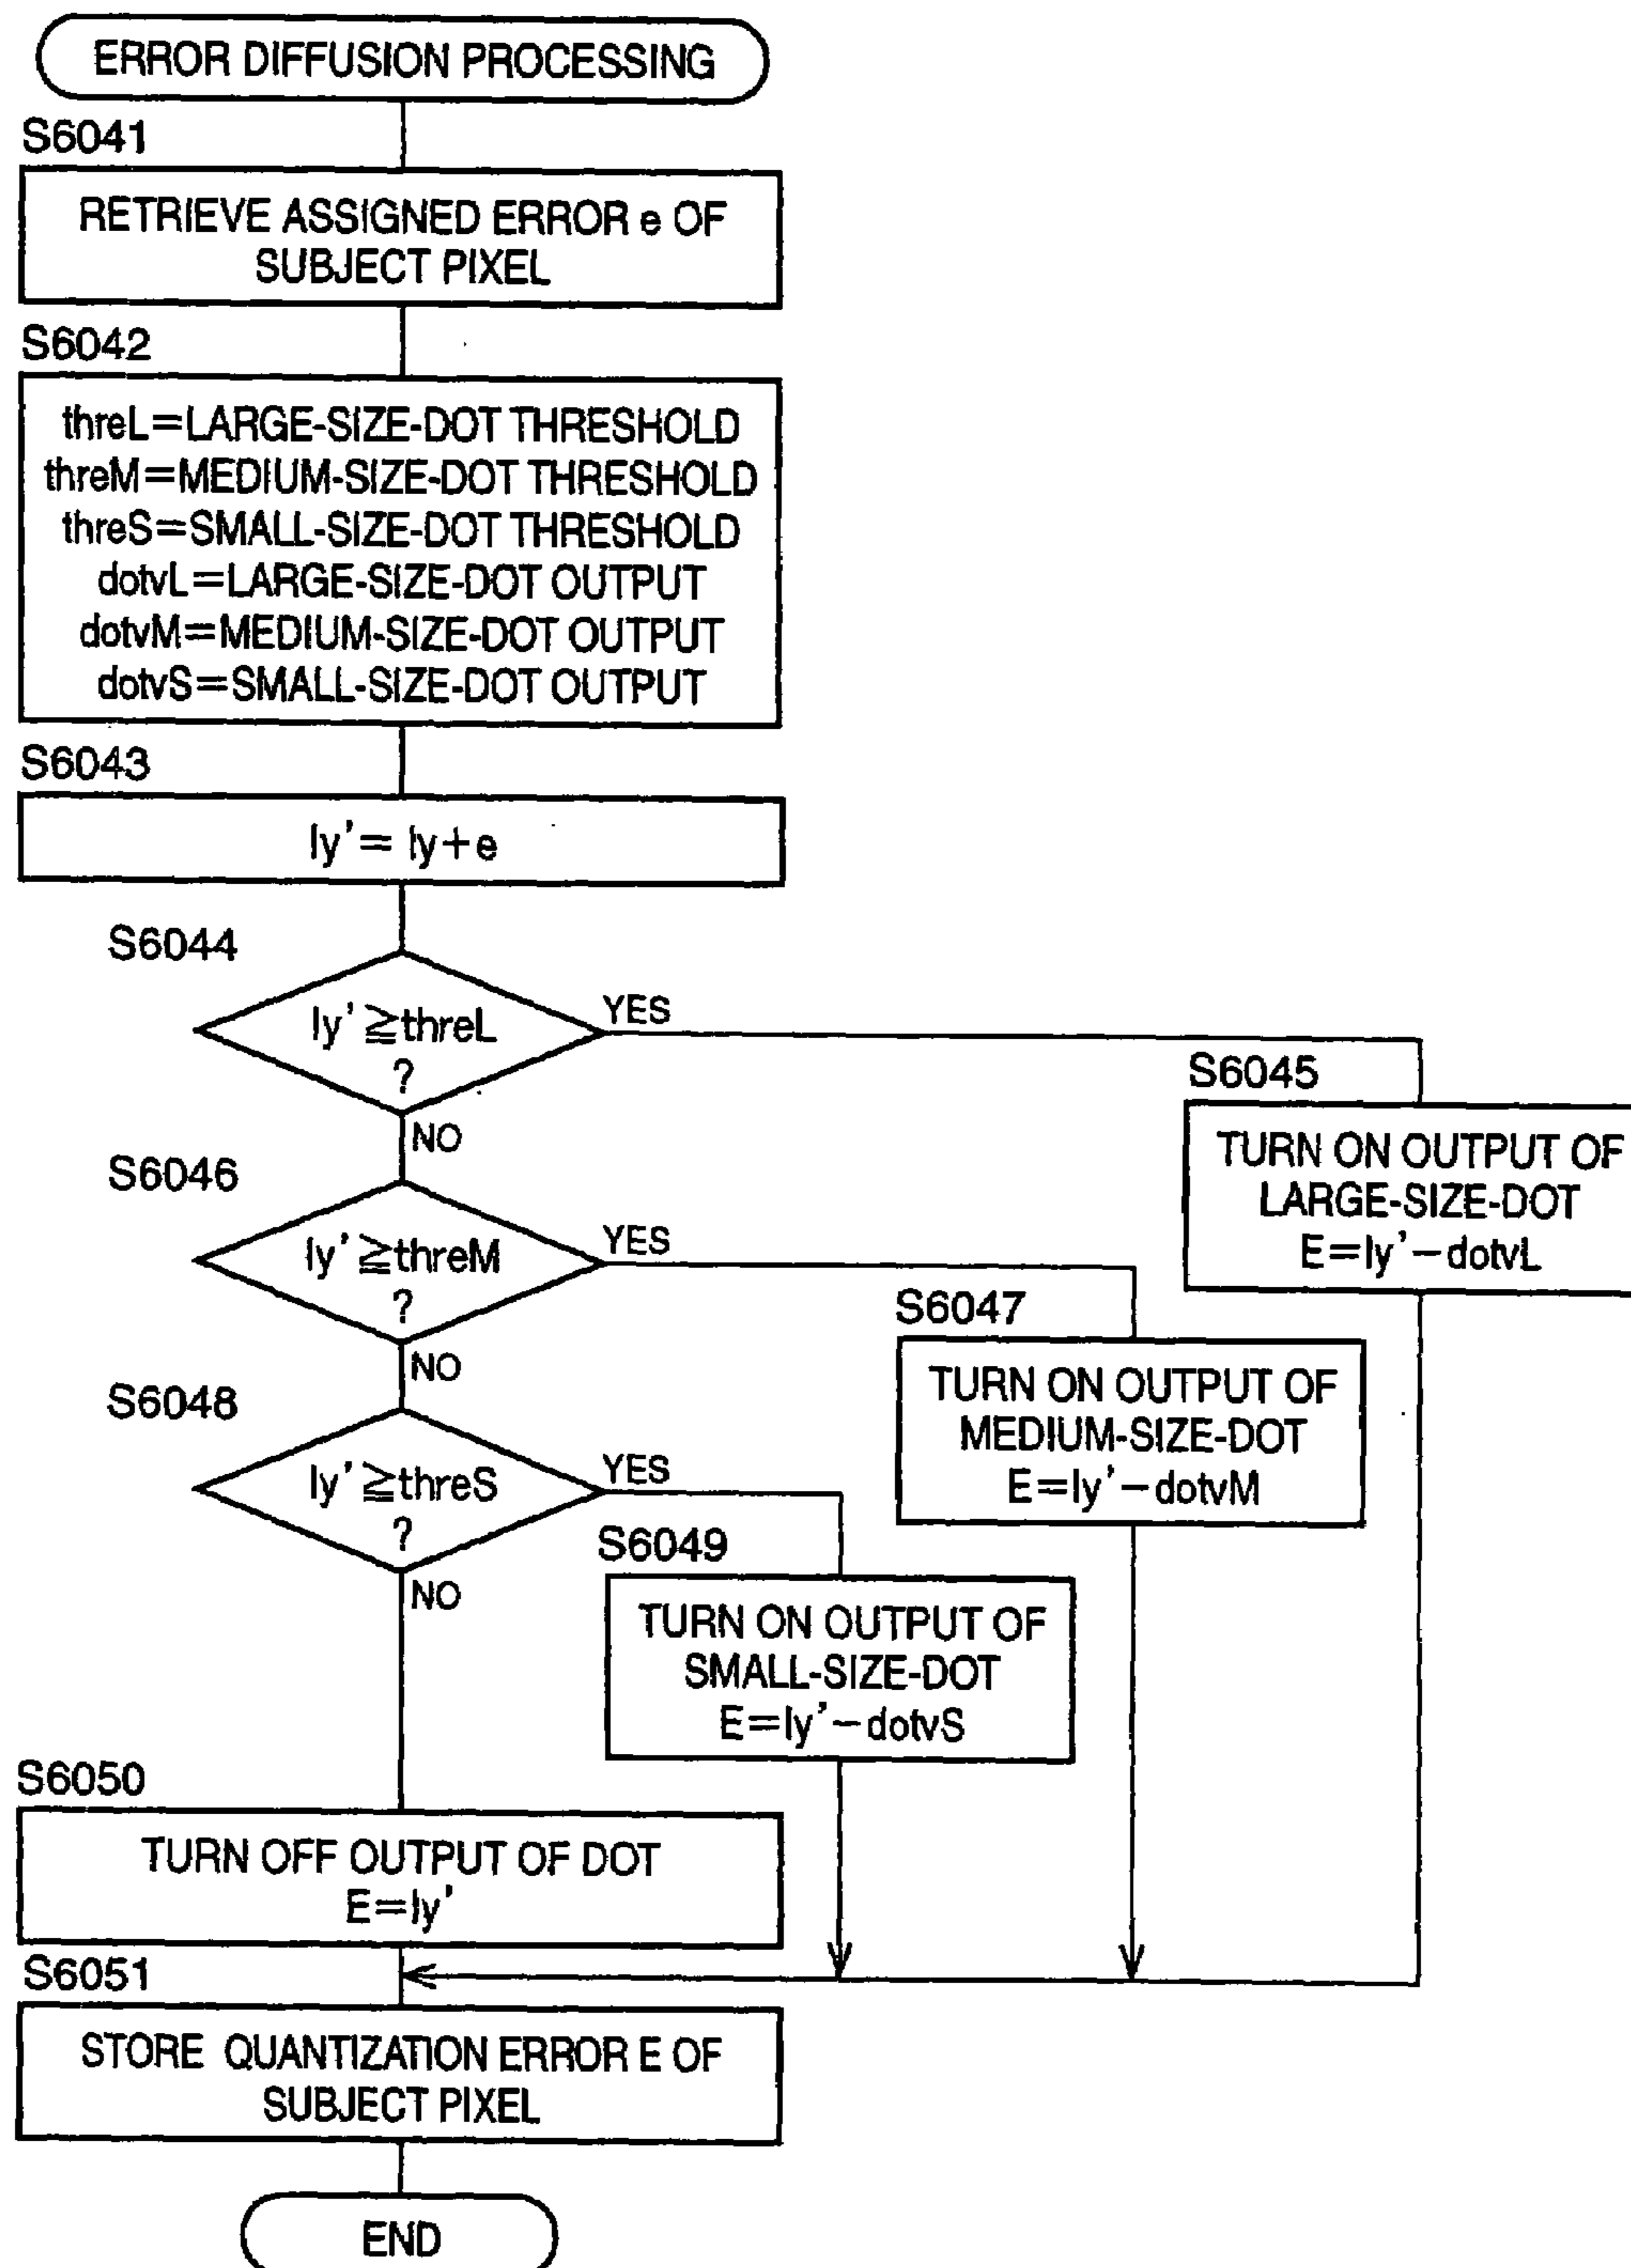 ERROR DIFFUSION PROCESSING
S6041
RETRIEVE ASSIGNED ERROR e OF
SUBJECT PIXEL
S6042
threL=LARGE-SIZE-DOT THRESHOLD
threM=MEDIUM-SIZE-DOT THRESHOLD
threS=SMALL-SIZE-DOT THRESHOLD
dotvL=LARGE-SIZE-DOT OUTPUT
dotvM=MEDIUM-SIZE-DOT OUTPUT
dotvS=SMALL-SIZE-DOT OUTPUT
S6043
Iy'= Iy+e
S6044
Iy' ≧threL
?
YES
NO
S6045
TURN ON OUTPUT OF
LARGE-SIZE-DOT
E=Iy'−dotvL
S6046
Iy' ≧threM
?
YES
NO
S6047
TURN ON OUTPUT OF
MEDIUM-SIZE-DOT
E=Iy'−dotvM
S6048
Iy' ≧threS
?
YES
NO
S6049
TURN ON OUTPUT OF
SMALL-SIZE-DOT
E=Iy'−dotvS
S6050
TURN OFF OUTPUT OF DOT
E=Iy'
S6051
STORE QUANTIZATION ERROR E OF
SUBJECT PIXEL
END